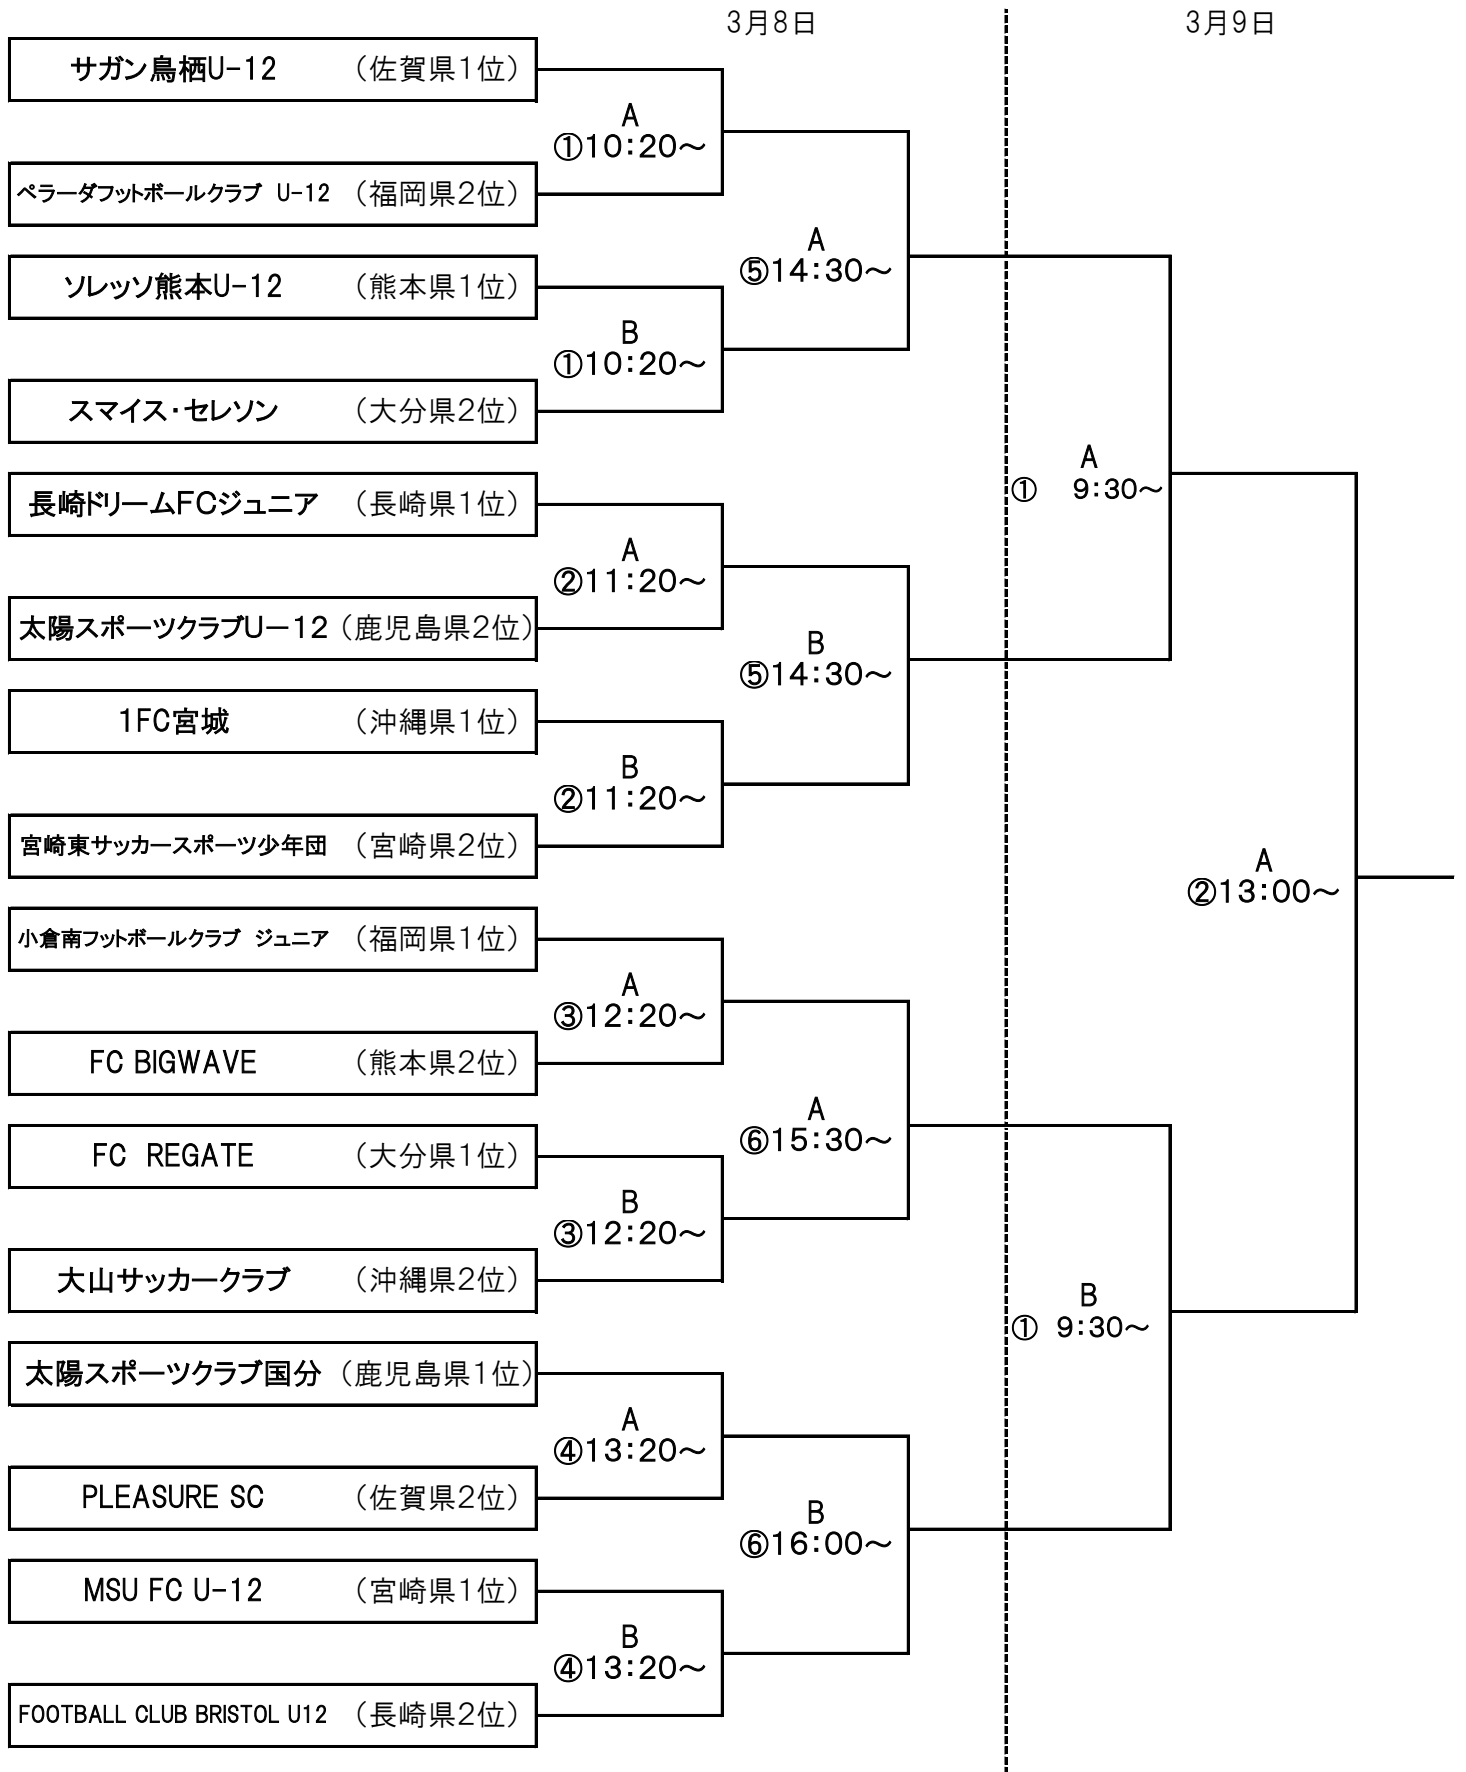 3月8日
3月9日
サガン鳥栖U-12 （佐賀県1位）
A
①10:20～
ペラーダフットボールクラブ　U-12 （福岡県2位）
A
⑤14:30～
ソレッソ熊本U-12 （熊本県1位）
B
①10:20～
スマイス・セレソン （大分県2位）
A
①　9:30～
長崎ドリームFCジュニア （長崎県1位）
A
②11:20～
太陽スポーツクラブU－12 （鹿児島県2位）
B
⑤14:30～
1FC宮城 （沖縄県1位）
B
②11:20～
宮崎東サッカースポーツ少年団 （宮崎県2位）
A
②13:00～
小倉南フットボールクラブ　ジュニア （福岡県1位）
A
③12:20～
FC BIGWAVE （熊本県2位）
A
⑥15:30～
FC　REGATE （大分県1位）
B
③12:20～
大山サッカークラブ （沖縄県2位）
B
①　9:30～
太陽スポーツクラブ国分 （鹿児島県1位）
A
④13:20～
PLEASURE SC （佐賀県2位）
B
⑥16:00～
MSU FC U-12 （宮崎県1位）
B
④13:20～
FOOTBALL CLUB BRISTOL U12 （長崎県2位）